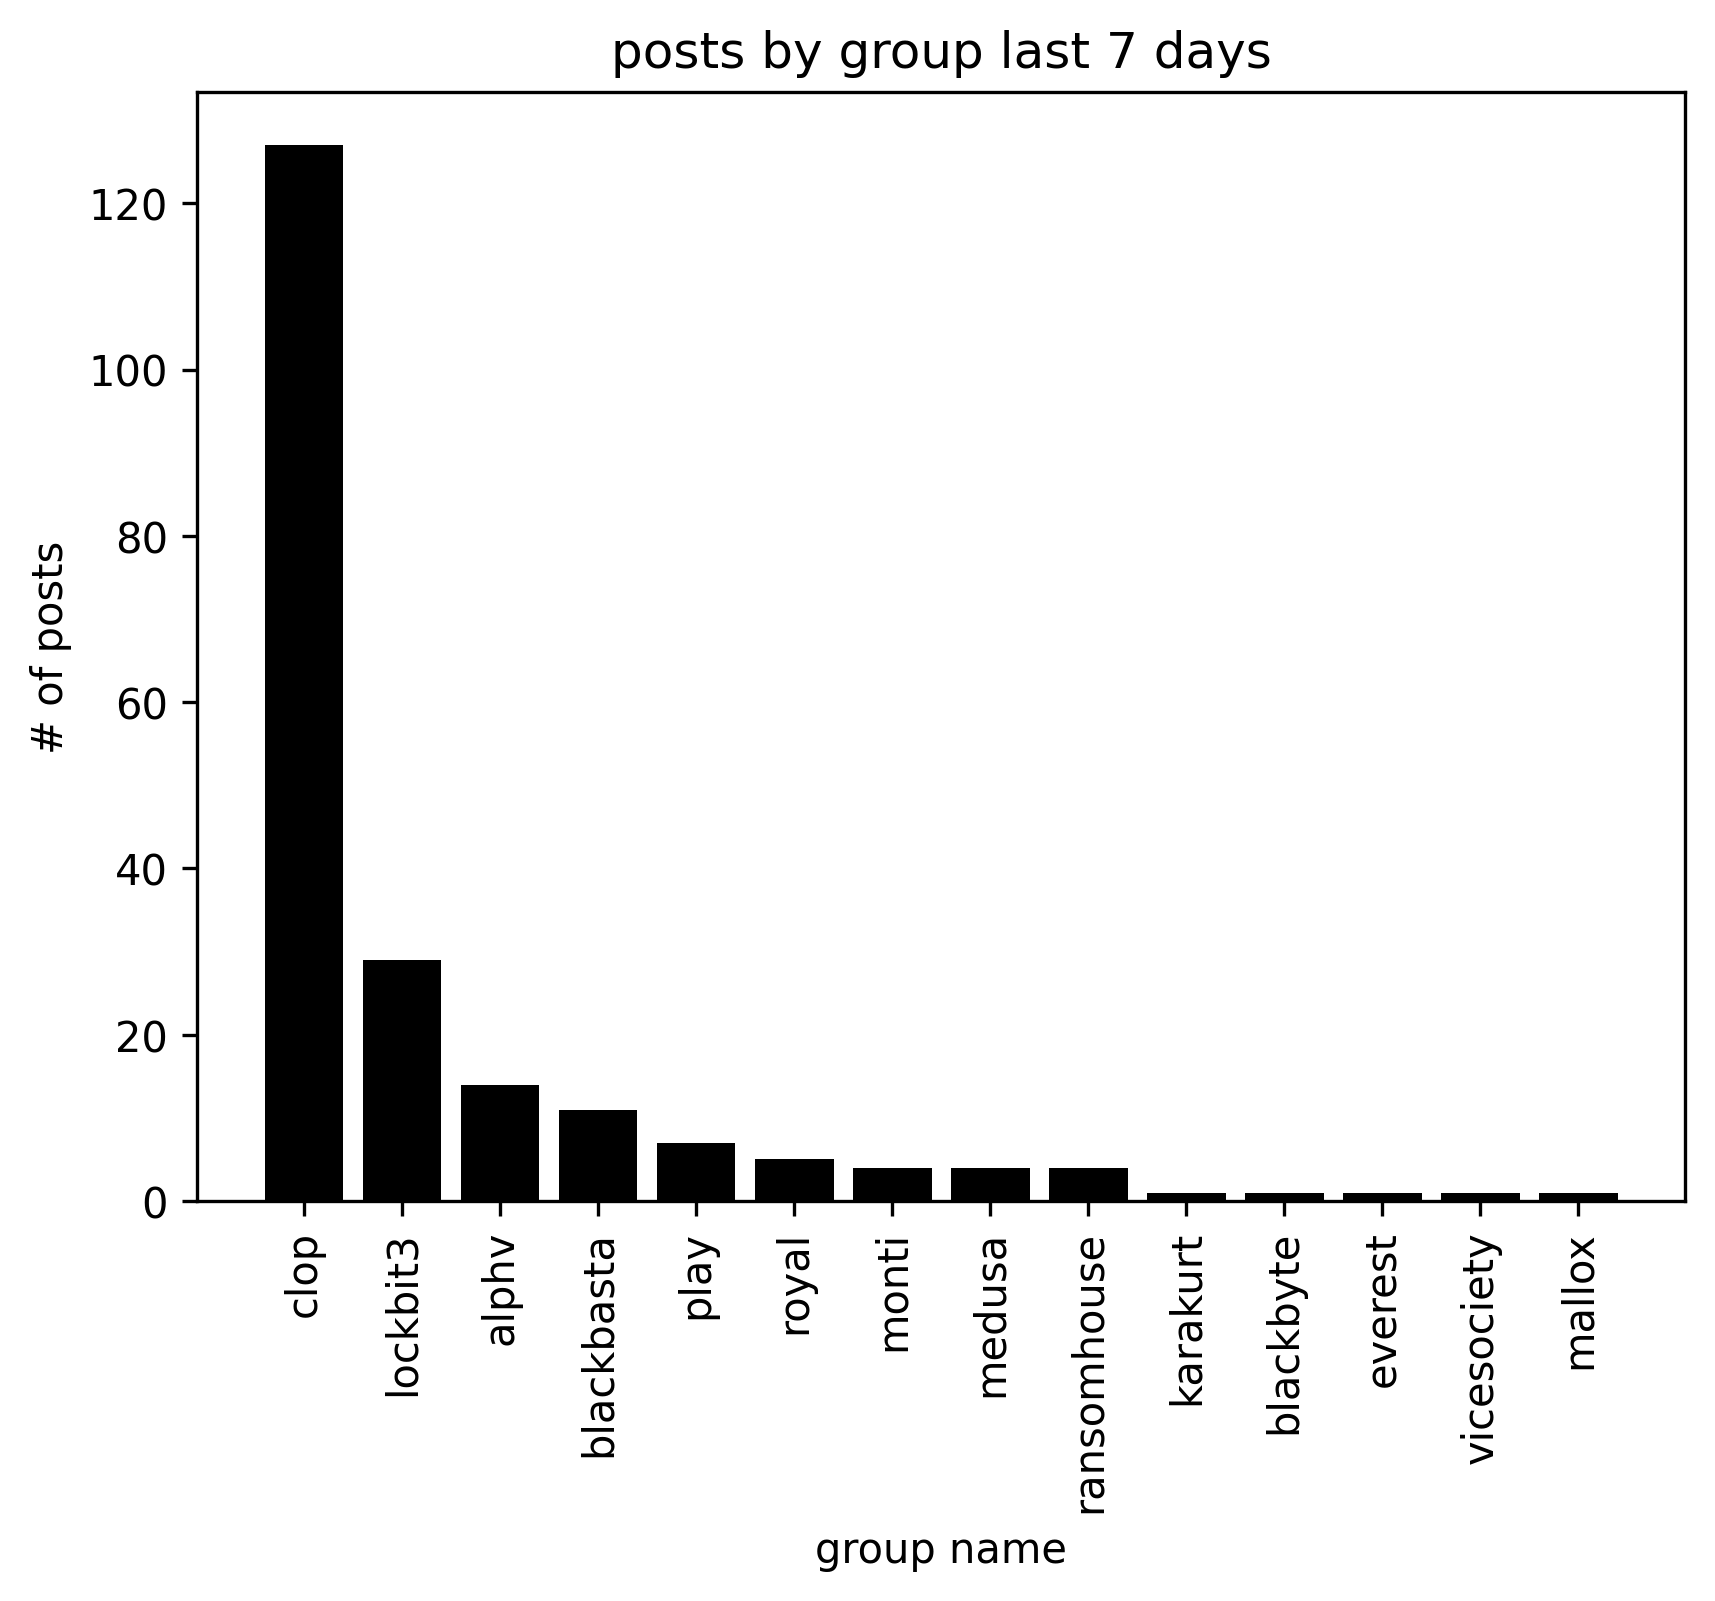 posts by group last 7 days
# of posts
120
100
80
60
40
20
0
clop
lockbit3
alphv
blackbasta
play
royal
monti
medusa
ransomhouse
karakurt
blackbyte
everest
vicesociety
mallox
group name